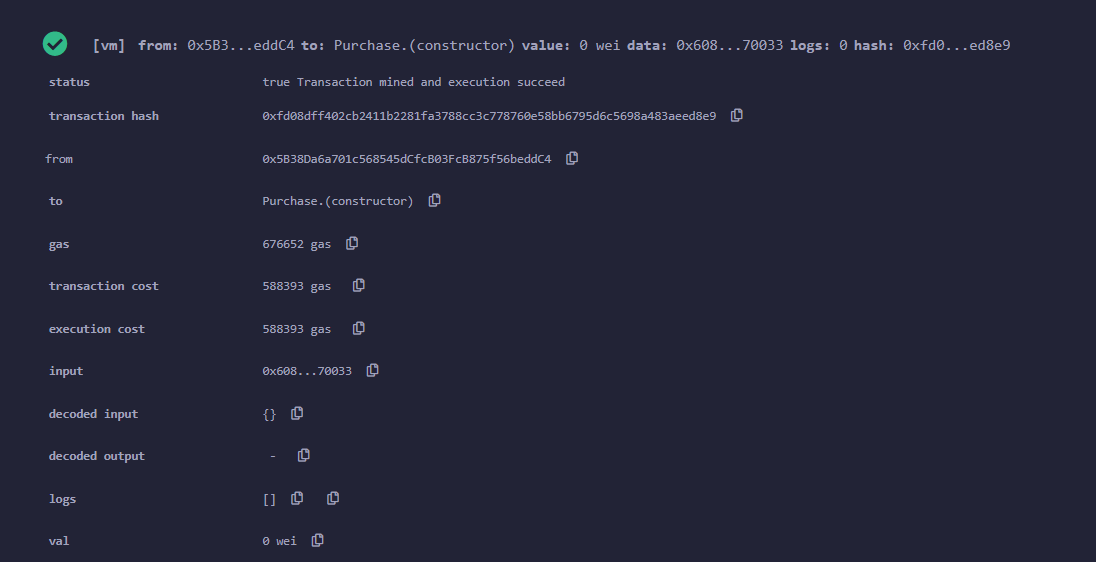 [vm] from: 0x5B3...eddC4 to: Purchase.(constructor) value: 0 wei data: 0x608...70033 logs: 0 hash: 0xfd0...ed8e9
status true Transaction mined and execution succeed
transaction hash 0xfd08dff402cb2411b2281fa3788cc3c778760e58bb6795d6c5698a483aeed8e9
from 0x5B38Da6a701c568545dCfcB03FcB875f56beddC4
to Purchase.(constructor)
gas 676652 gas
transaction cost 588393 gas
execution cost 588393 gas
input 0x608...70033
decoded input {}
decoded output -
logs []
val 0 wei